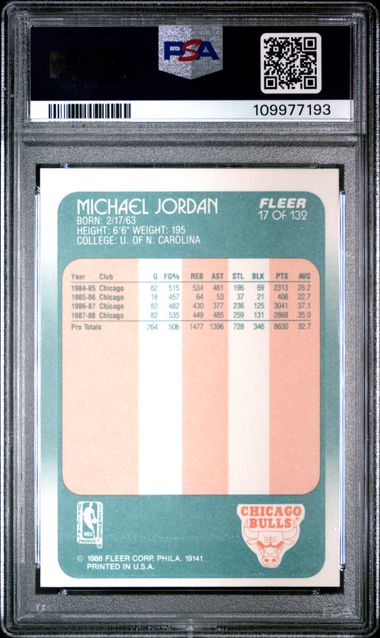 PSA
109977193
MICHAEL JORDAN
FLEER
17 OF 132
BORN: 2/17/63
HEIGHT: 6'6" WEIGHT: 195
COLLEGE: U. OF N. CAROLINA
Year Club G FG% REB AST STL BLK PTS AVG
1984-85 Chicago 82 515 534 481 196 69 2313 28.2
1985-86 Chicago 18 457 64 53 37 21 408 22.7
1986-87 Chicago 82 482 430 377 236 125 3041 37.1
1987-88 Chicago 82 535 449 485 259 131 2868 35.0
Pro Totals 264 506 1477 1396 728 346 8630 32.7
NBA
CHICAGO
BULLS
© 1988 FLEER CORP. PHILA. 19141
PRINTED IN U.S.A.